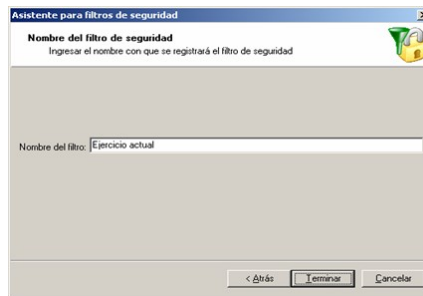 Asistente para filtros de seguridad
Nombre del filtro de seguridad
Ingresar el nombre con que se registrará el filtro de seguridad
Nombre del filtro: Ejercicio actual
< Atrás Terminar Cancelar